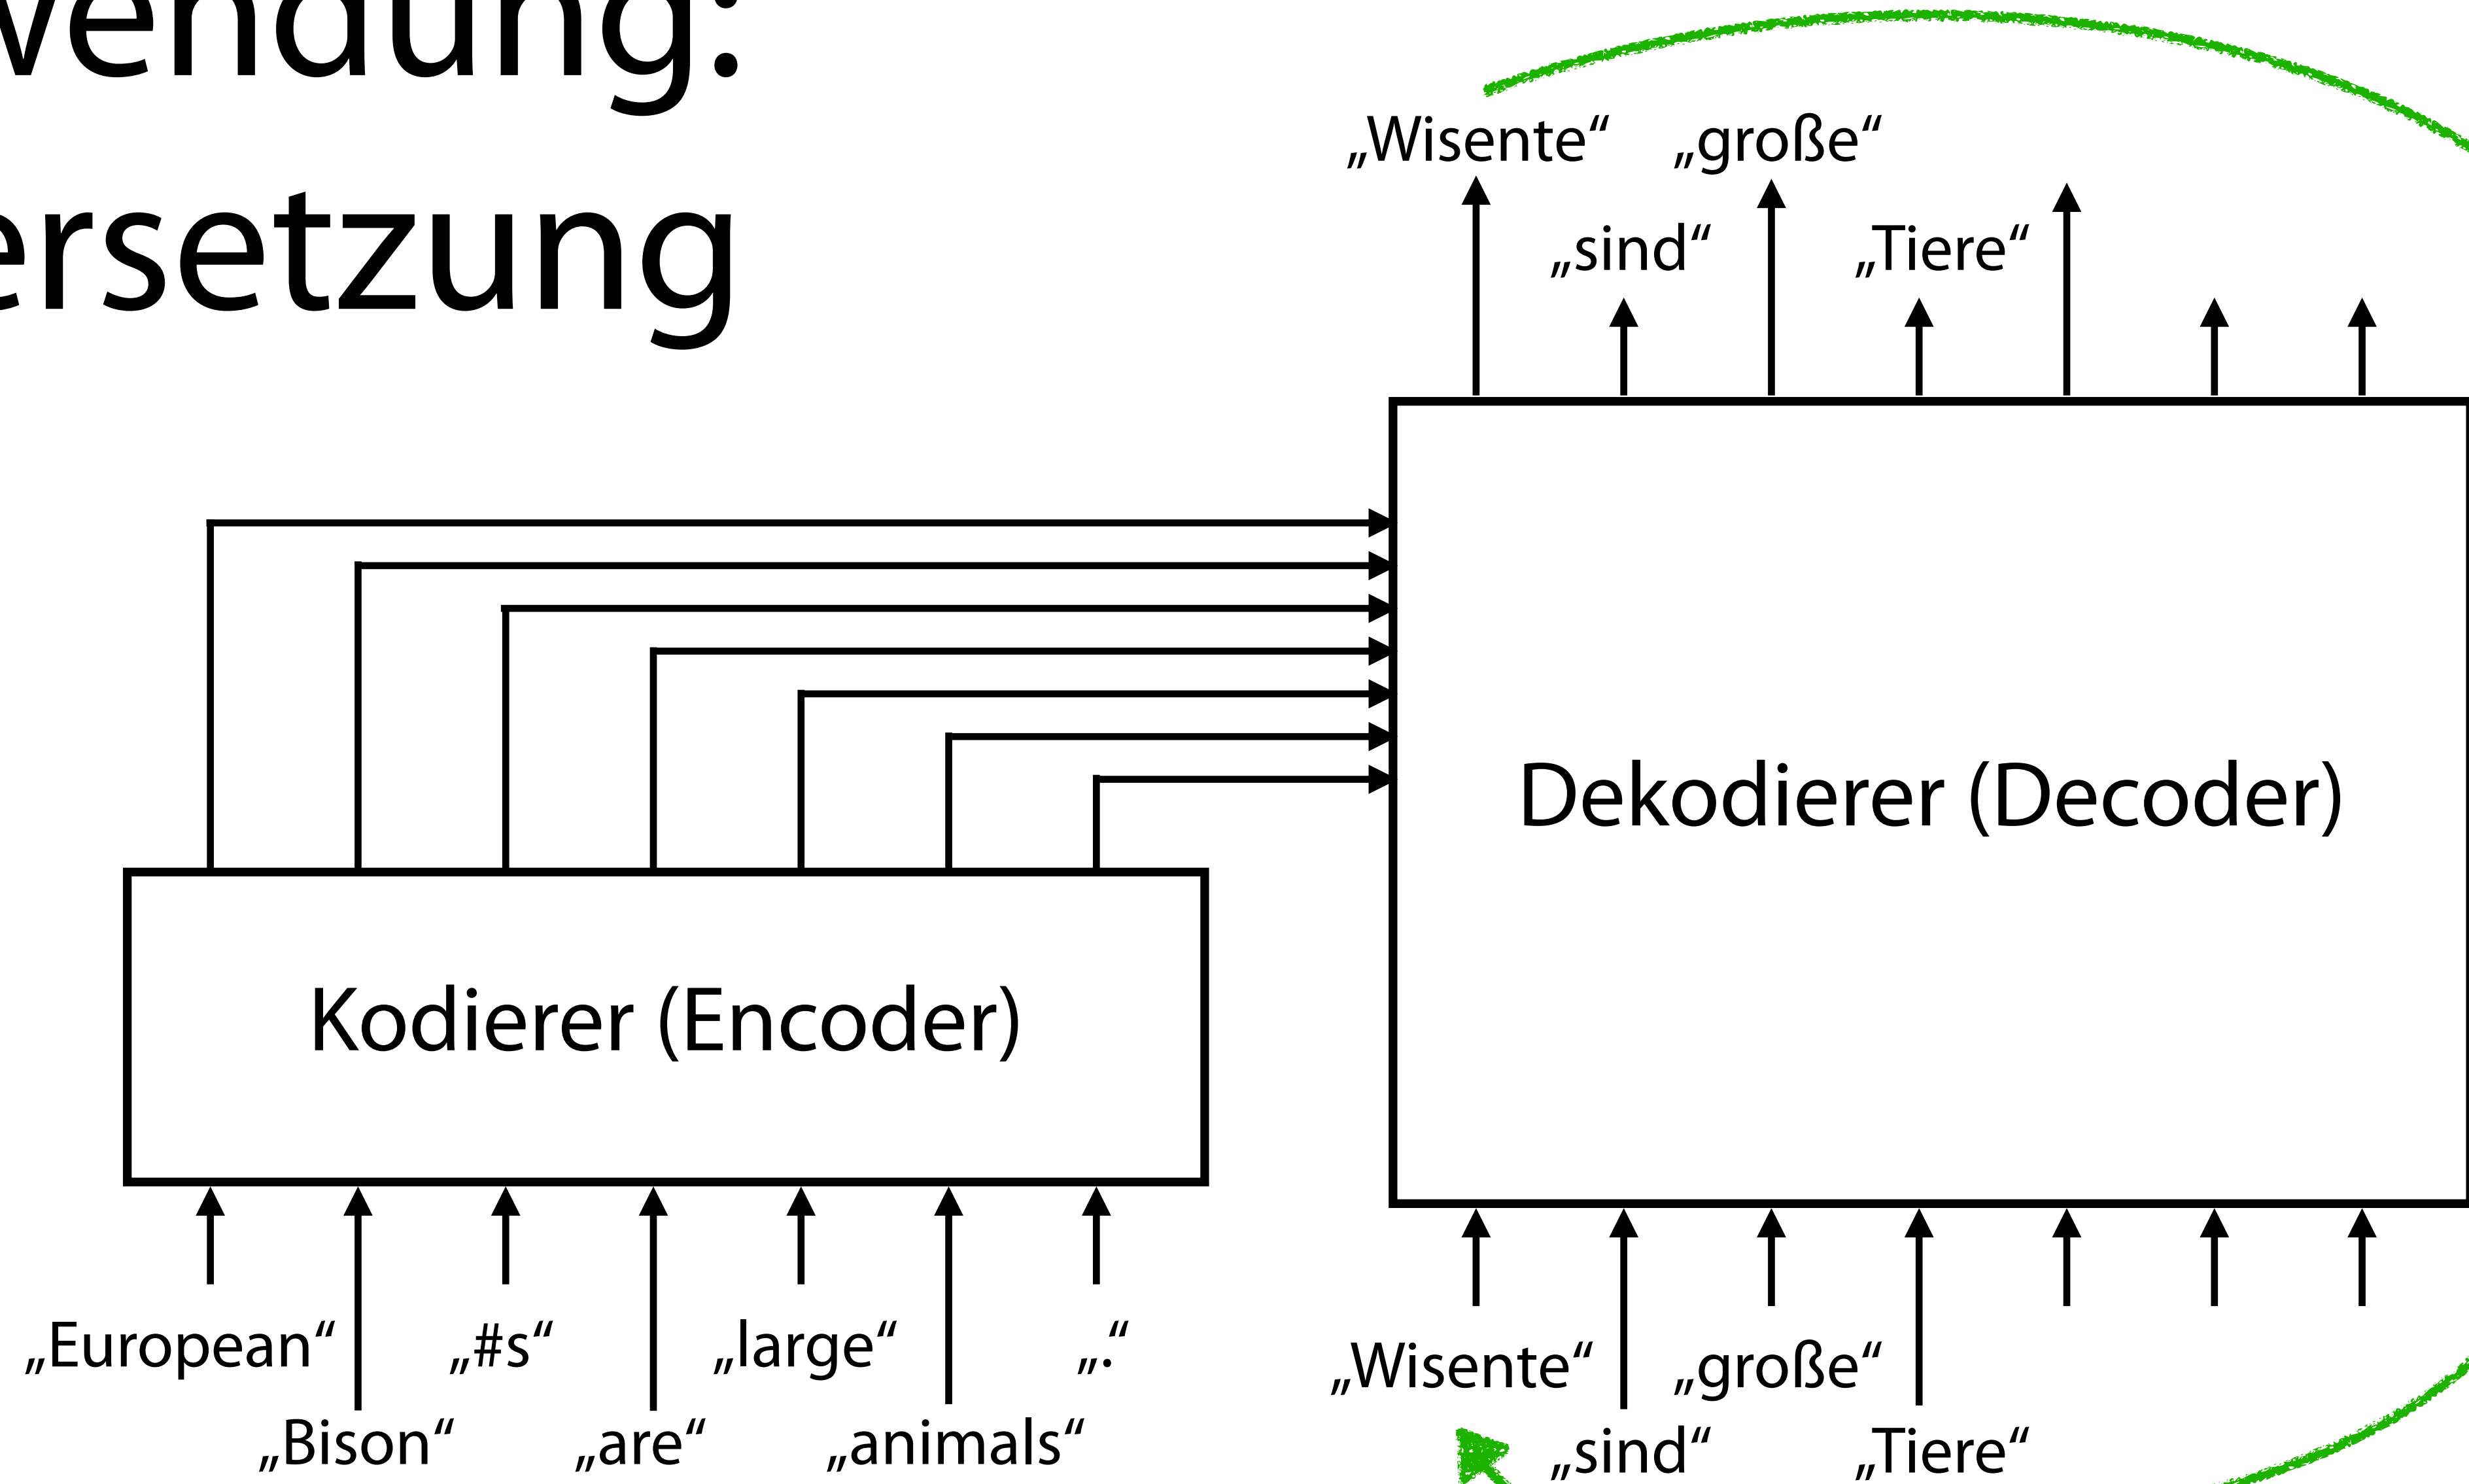 wendung:
ersetzung
„Wisente“ „große“
„sind“ „Tiere“
Dekodierer (Decoder)
Kodierer (Encoder)
„European“ „#s“ „large“ „.“
„Bison“ „are“ „animals“
„Wisente“ „große“
„sind“ „Tiere“